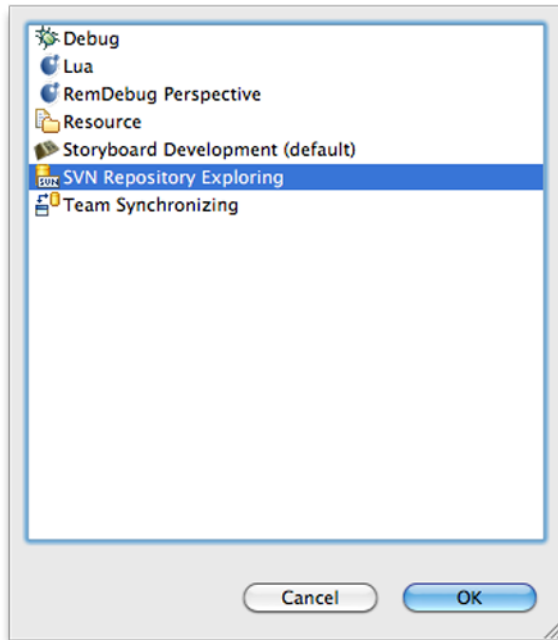 Debug
Lua
RemDebug Perspective
Resource
Storyboard Development (default)
SVN Repository Exploring
Team Synchronizing
Cancel
OK